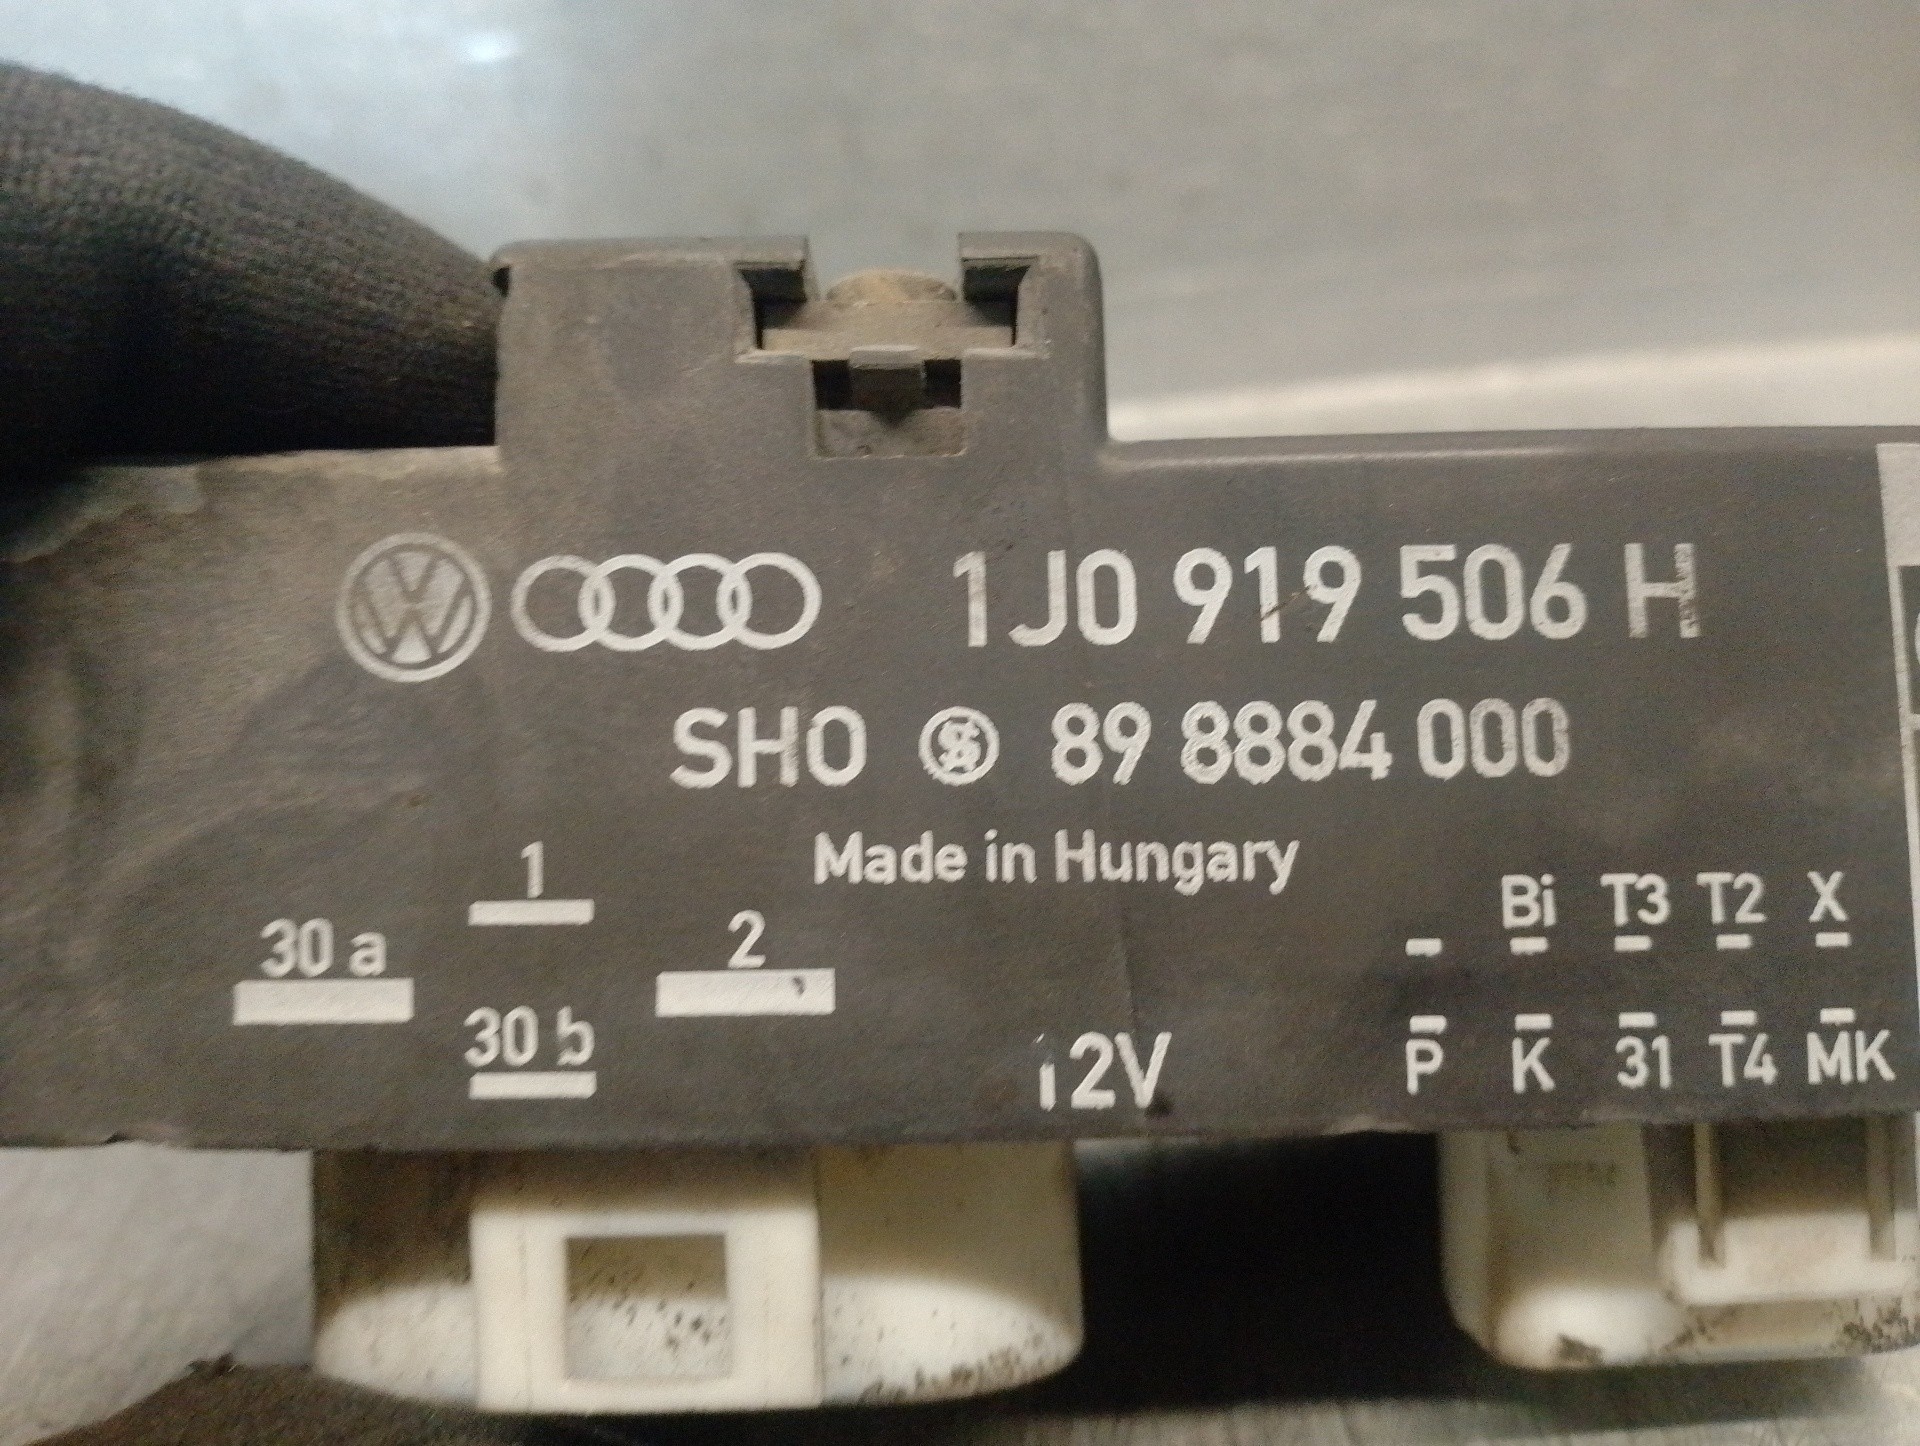 1J0 919 506 H
SHO 89 8884 000
Made in Hungary
1
30 a
2
30 b
12V
Bi T3 T2 X
P K 31 T4 MK